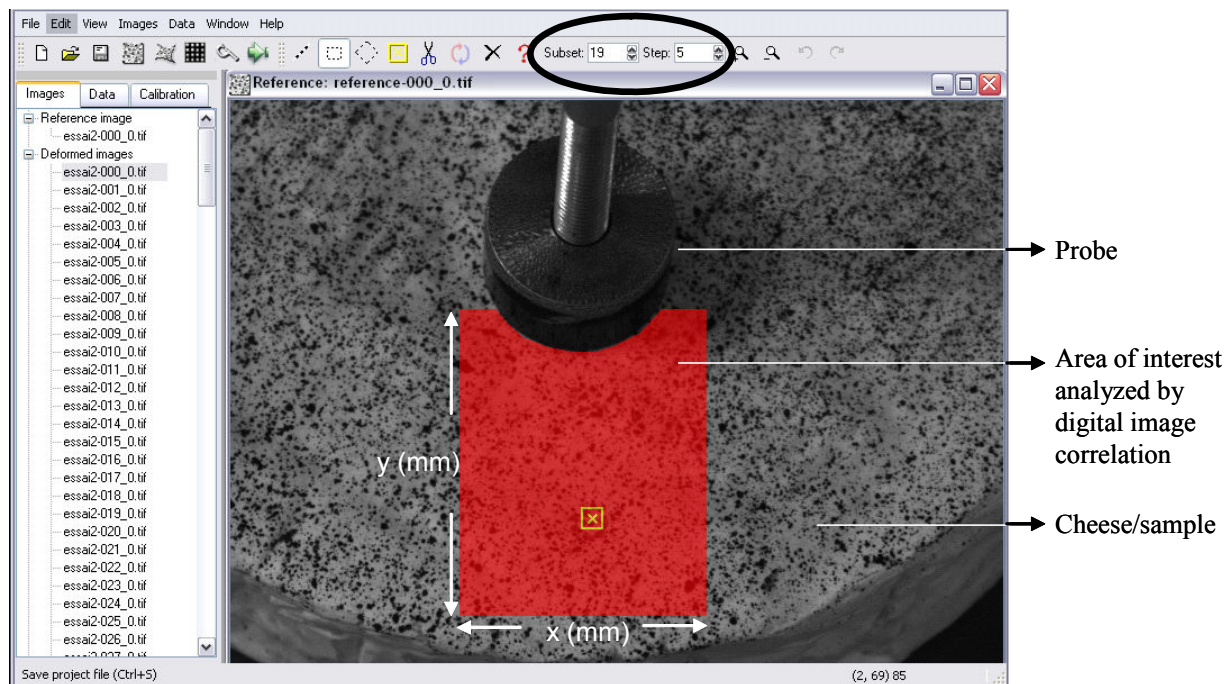 File Edit View Images Data Window Help
Subset: 19 Step: 5
Images Data Calibration
Reference image
essai2-000_0.tif
Deformed images
essai2-000_0.tif
essai2-001_0.tif
essai2-002_0.tif
essai2-003_0.tif
essai2-004_0.tif
essai2-005_0.tif
essai2-006_0.tif
essai2-007_0.tif
essai2-008_0.tif
essai2-009_0.tif
essai2-010_0.tif
essai2-011_0.tif
essai2-012_0.tif
essai2-013_0.tif
essai2-014_0.tif
essai2-015_0.tif
essai2-016_0.tif
essai2-017_0.tif
essai2-018_0.tif
essai2-019_0.tif
essai2-020_0.tif
essai2-021_0.tif
essai2-022_0.tif
essai2-023_0.tif
essai2-024_0.tif
essai2-025_0.tif
essai2-026_0.tif
Reference: reference-000_0.tif
y (mm)
x (mm)
Probe
Area of interest
analyzed by
digital image
correlation
Cheese/sample
Save project file (Ctrl+S)
(2, 69) 85